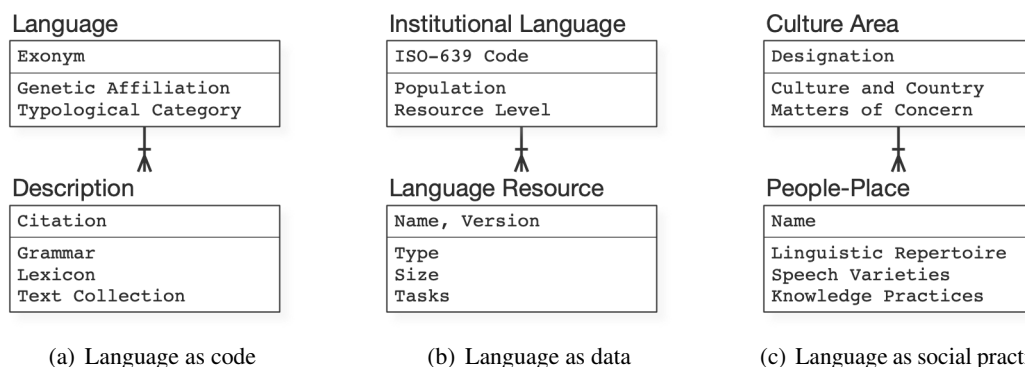 Language
Exonym
Genetic Affiliation
Typological Category
Description
Citation
Grammar
Lexicon
Text Collection
(a) Language as code
Institutional Language
ISO-639 Code
Population
Resource Level
Language Resource
Name, Version
Type
Size
Tasks
(b) Language as data
Culture Area
Designation
Culture and Country
Matters of Concern
People-Place
Name
Linguistic Repertoire
Speech Varieties
Knowledge Practices
(c) Language as social practi